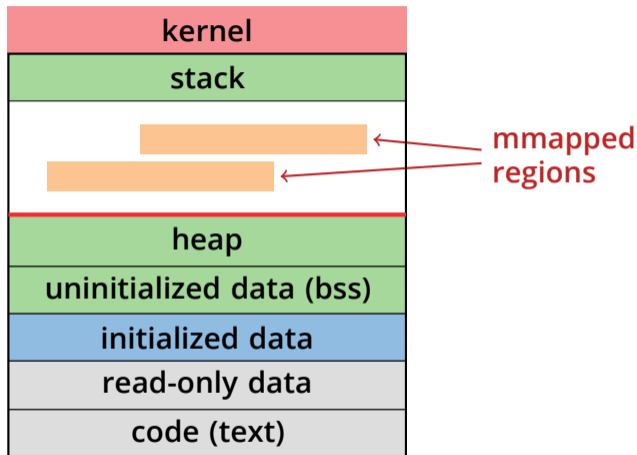 kernel
stack
mmapped
regions
heap
uninitialized data (bss)
initialized data
read-only data
code (text)